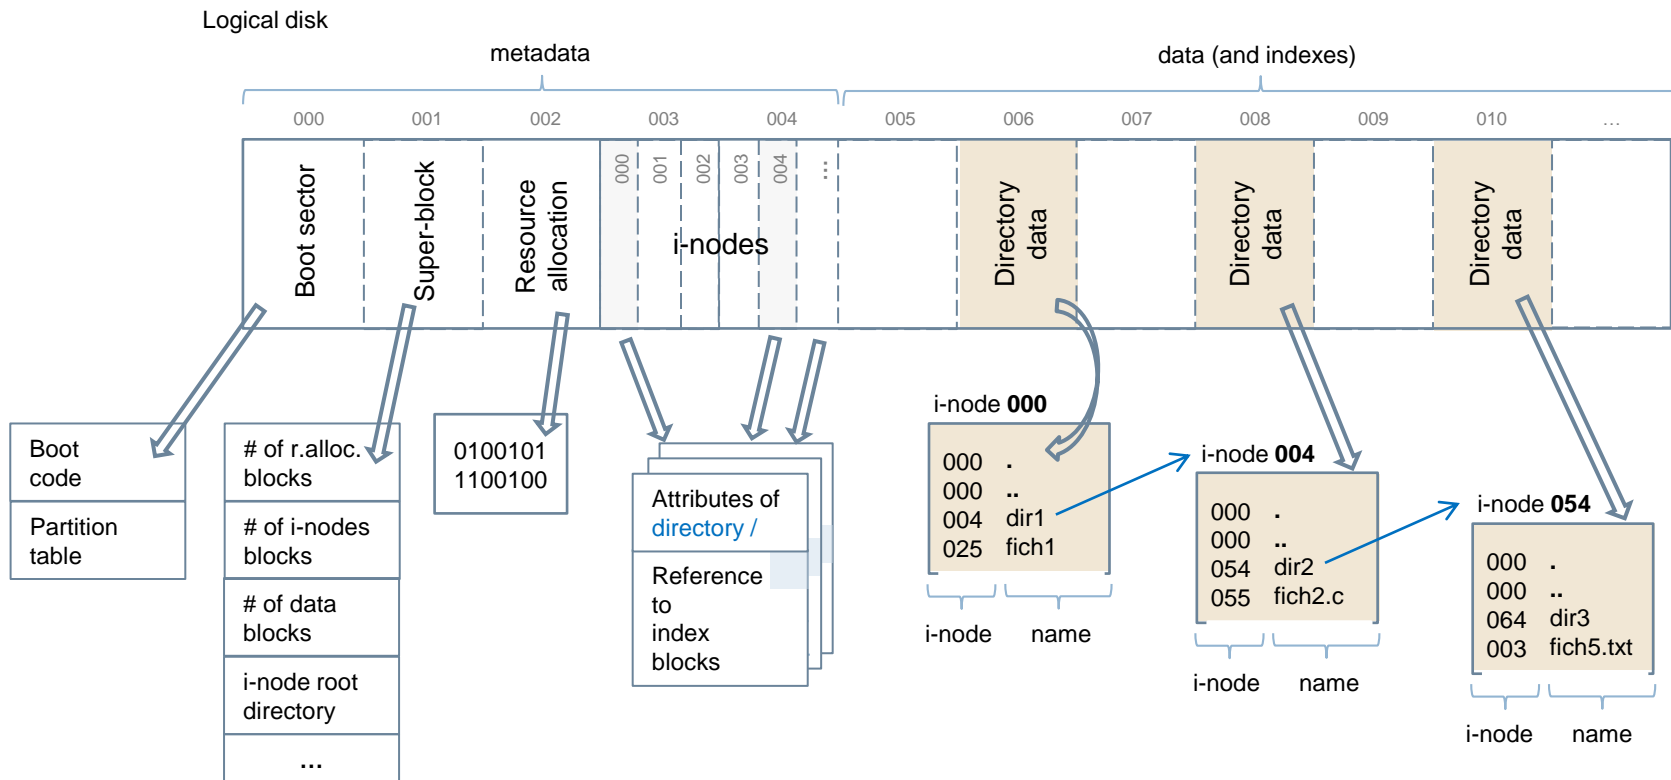 Logical disk
metadata
data (and indexes)
000
001
002
003
004
005
006
007
008
009
010
...
Boot sector
Super-block
Resource
allocation
000
001
002
003
004
...
i-nodes
Directory
data
Directory
data
Directory
data
Boot
code
Partition
table
# of r.alloc.
blocks
# of i-nodes
blocks
# of data
blocks
i-node root
directory
...
0100101
1100100
Attributes of
directory /
Reference
to
index
blocks
i-node 000
000 .
000 ..
004 dir1
025 fich1
i-node name
i-node 004
000 .
000 ..
054 dir2
055 fich2.c
i-node name
i-node 054
000 .
000 ..
064 dir3
003 fich5.txt
i-node name